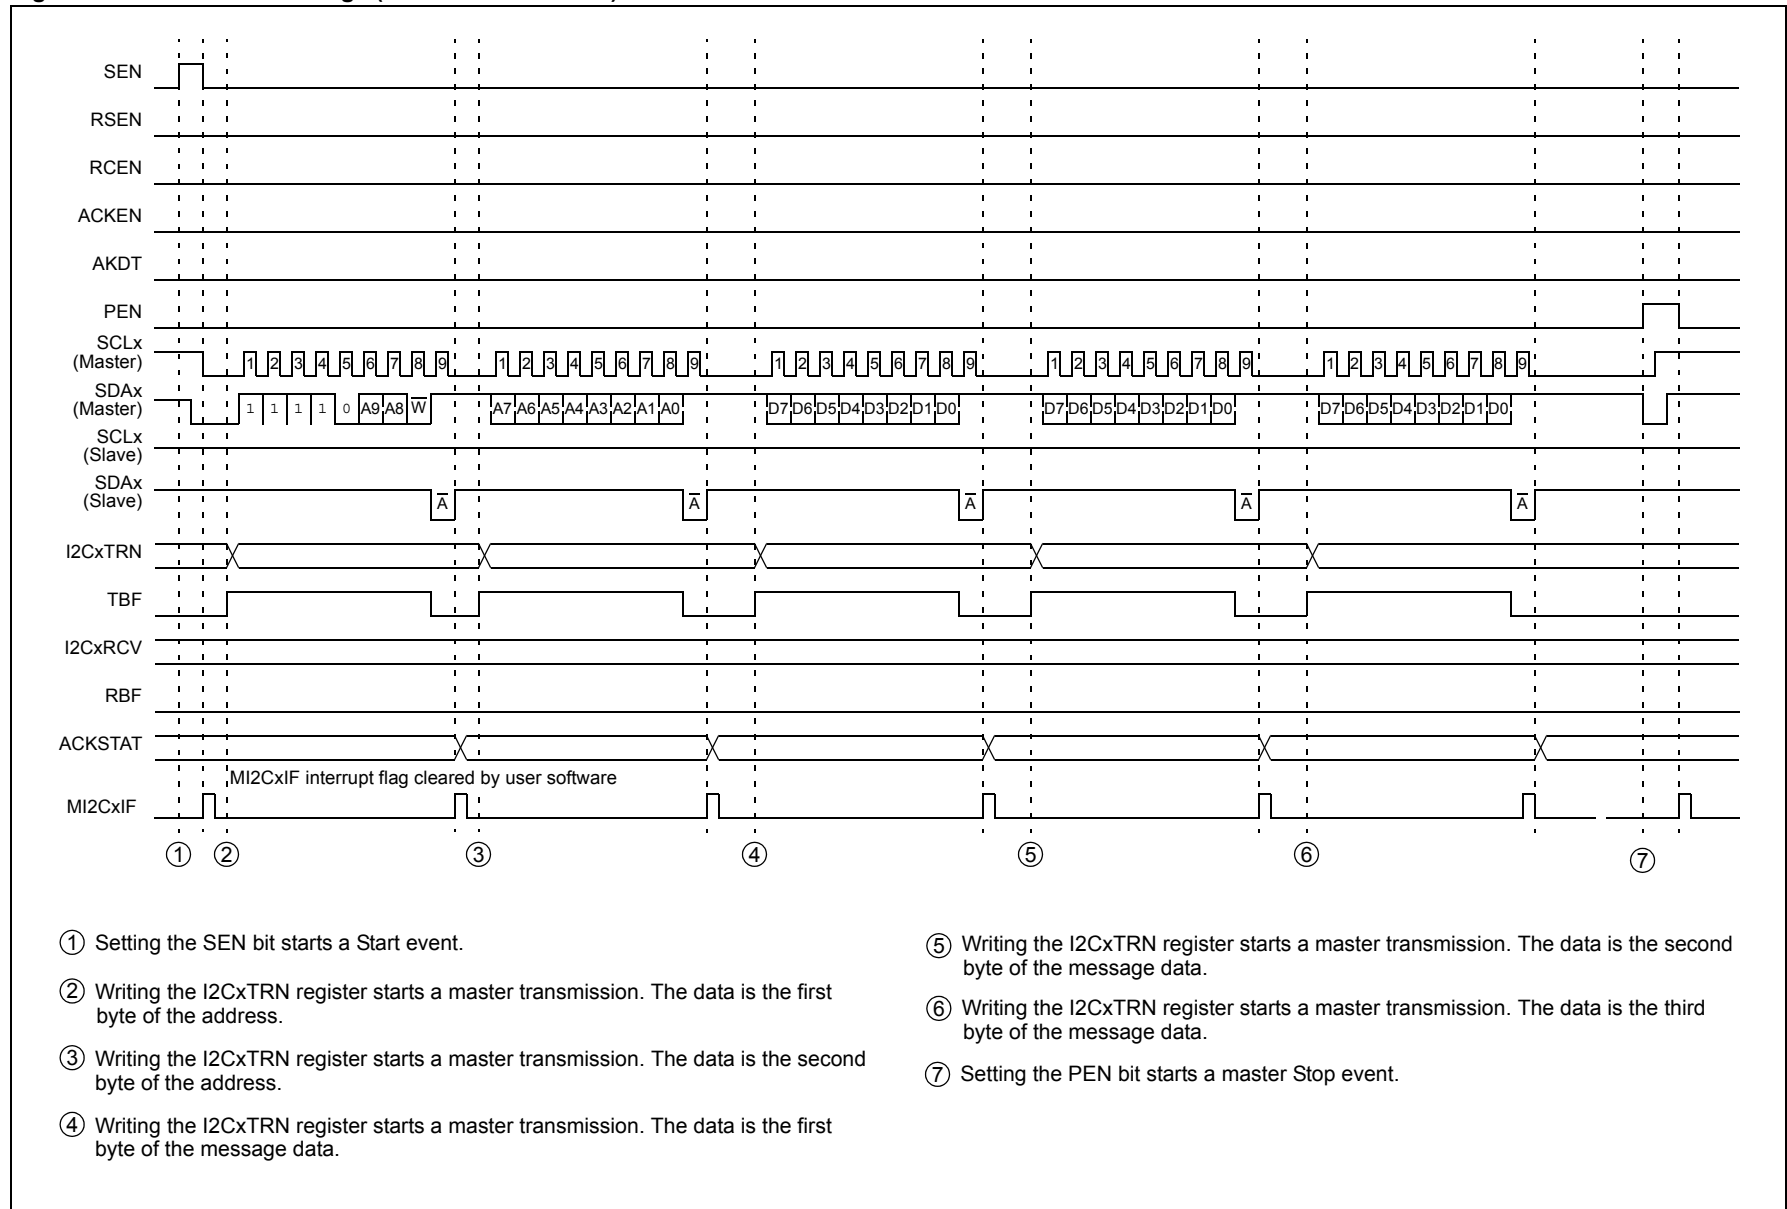 SEN
RSEN
RCEN
ACKEN
AKDT
PEN
SCLx
(Master)
1 2 3 4 5 6 7 8 9 1 2 3 4 5 6 7 8 9 1 2 3 4 5 6 7 8 9 1 2 3 4 5 6 7 8 9 1 2 3 4 5 6 7 8 9
SDAx
(Master)
1 1 1 1 0 A9 A8 W̅ A7 A6 A5 A4 A3 A2 A1 A0 D7 D6 D5 D4 D3 D2 D1 D0 D7 D6 D5 D4 D3 D2 D1 D0 D7 D6 D5 D4 D3 D2 D1 D0
SCLx
(Slave)
SDAx
(Slave)
A̅ A̅ A̅ A̅ A̅
I2CxTRN
TBF
I2CxRCV
RBF
ACKSTAT
MI2CxIF interrupt flag cleared by user software
MI2CxIF
① ② ③ ④ ⑤ ⑥ ⑦
① Setting the SEN bit starts a Start event.
② Writing the I2CxTRN register starts a master transmission. The data is the first
byte of the address.
③ Writing the I2CxTRN register starts a master transmission. The data is the second
byte of the address.
④ Writing the I2CxTRN register starts a master transmission. The data is the first
byte of the message data.
⑤ Writing the I2CxTRN register starts a master transmission. The data is the second
byte of the message data.
⑥ Writing the I2CxTRN register starts a master transmission. The data is the third
byte of the message data.
⑦ Setting the PEN bit starts a master Stop event.